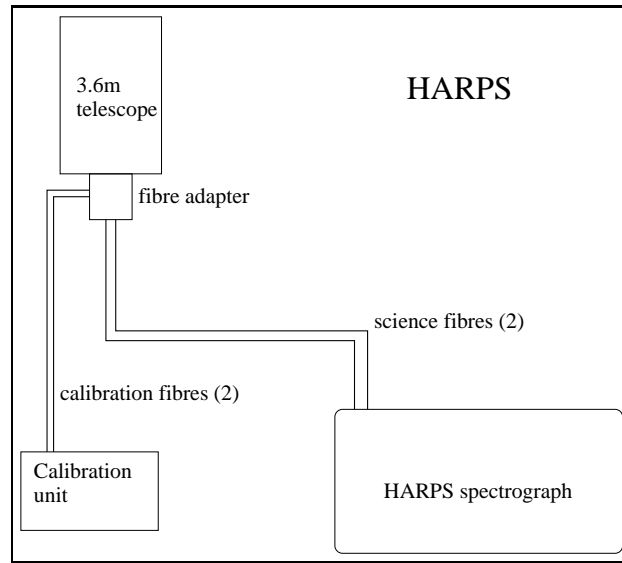 3.6m
telescope
HARPS
fibre adapter
science fibres (2)
calibration fibres (2)
Calibration
unit
HARPS spectrograph